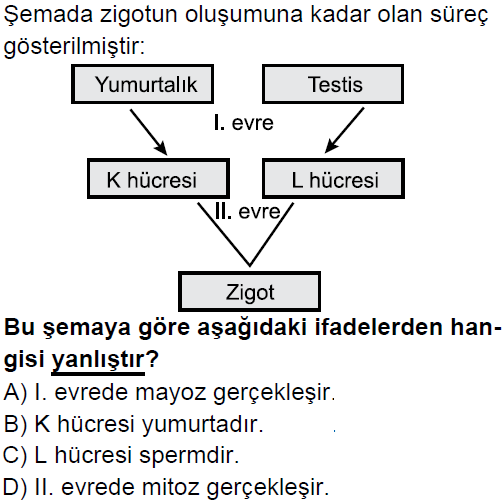 Şemada zigotun oluşumuna kadar olan süreç
gösterilmiştir:
Yumurtalık
Testis
I. evre
K hücresi
L hücresi
II. evre
Zigot
Bu şemaya göre aşağıdaki ifadelerden han-
gisi yanlıştır?
A) I. evrede mayoz gerçekleşir.
B) K hücresi yumurtadır.
C) L hücresi spermdir.
D) II. evrede mitoz gerçekleşir.